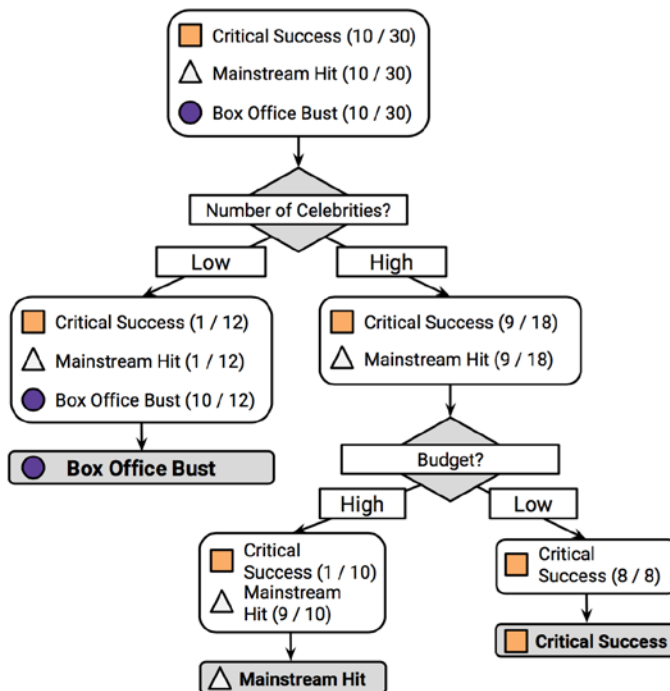 Critical Success (10 / 30)
Mainstream Hit (10 / 30)
Box Office Bust (10 / 30)
Number of Celebrities?
Low
High
Critical Success (1 / 12)
Mainstream Hit (1 / 12)
Box Office Bust (10 / 12)
Box Office Bust
Critical Success (9 / 18)
Mainstream Hit (9 / 18)
Budget?
High
Low
Critical
Success (1 / 10)
Mainstream
Hit (9 / 10)
Mainstream Hit
Critical
Success (8 / 8)
Critical Success